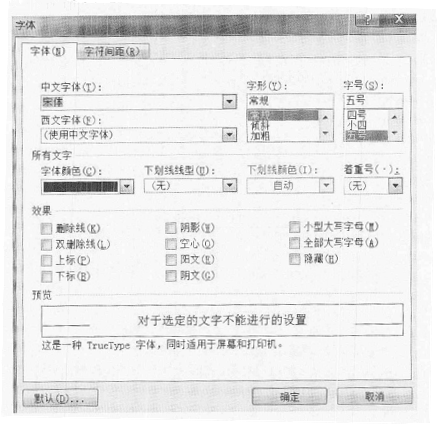 字体
? X
字体(N) 字符间距(R)
中文字体(T): 字形(Y): 字号(S):
宋体 常规 五号
西文字体(F): 常规 四号
(使用中文字体) 倾斜 小四
加粗 五号
所有文字
字体颜色(C): 下划线线型(U): 下划线颜色(I): 着重号(·):
(无) 自动 (无)
效果
删除线(K) 阴影(W) 小型大写字母(M)
双删除线(L) 空心(O) 全部大写字母(A)
上标(P) 阳文(E) 隐藏(H)
下标(B) 阴文(G)
预览
对于选定的文字不能进行的设置
这是一种 TrueType 字体，同时适用于屏幕和打印机。
默认(D)... 确定 取消